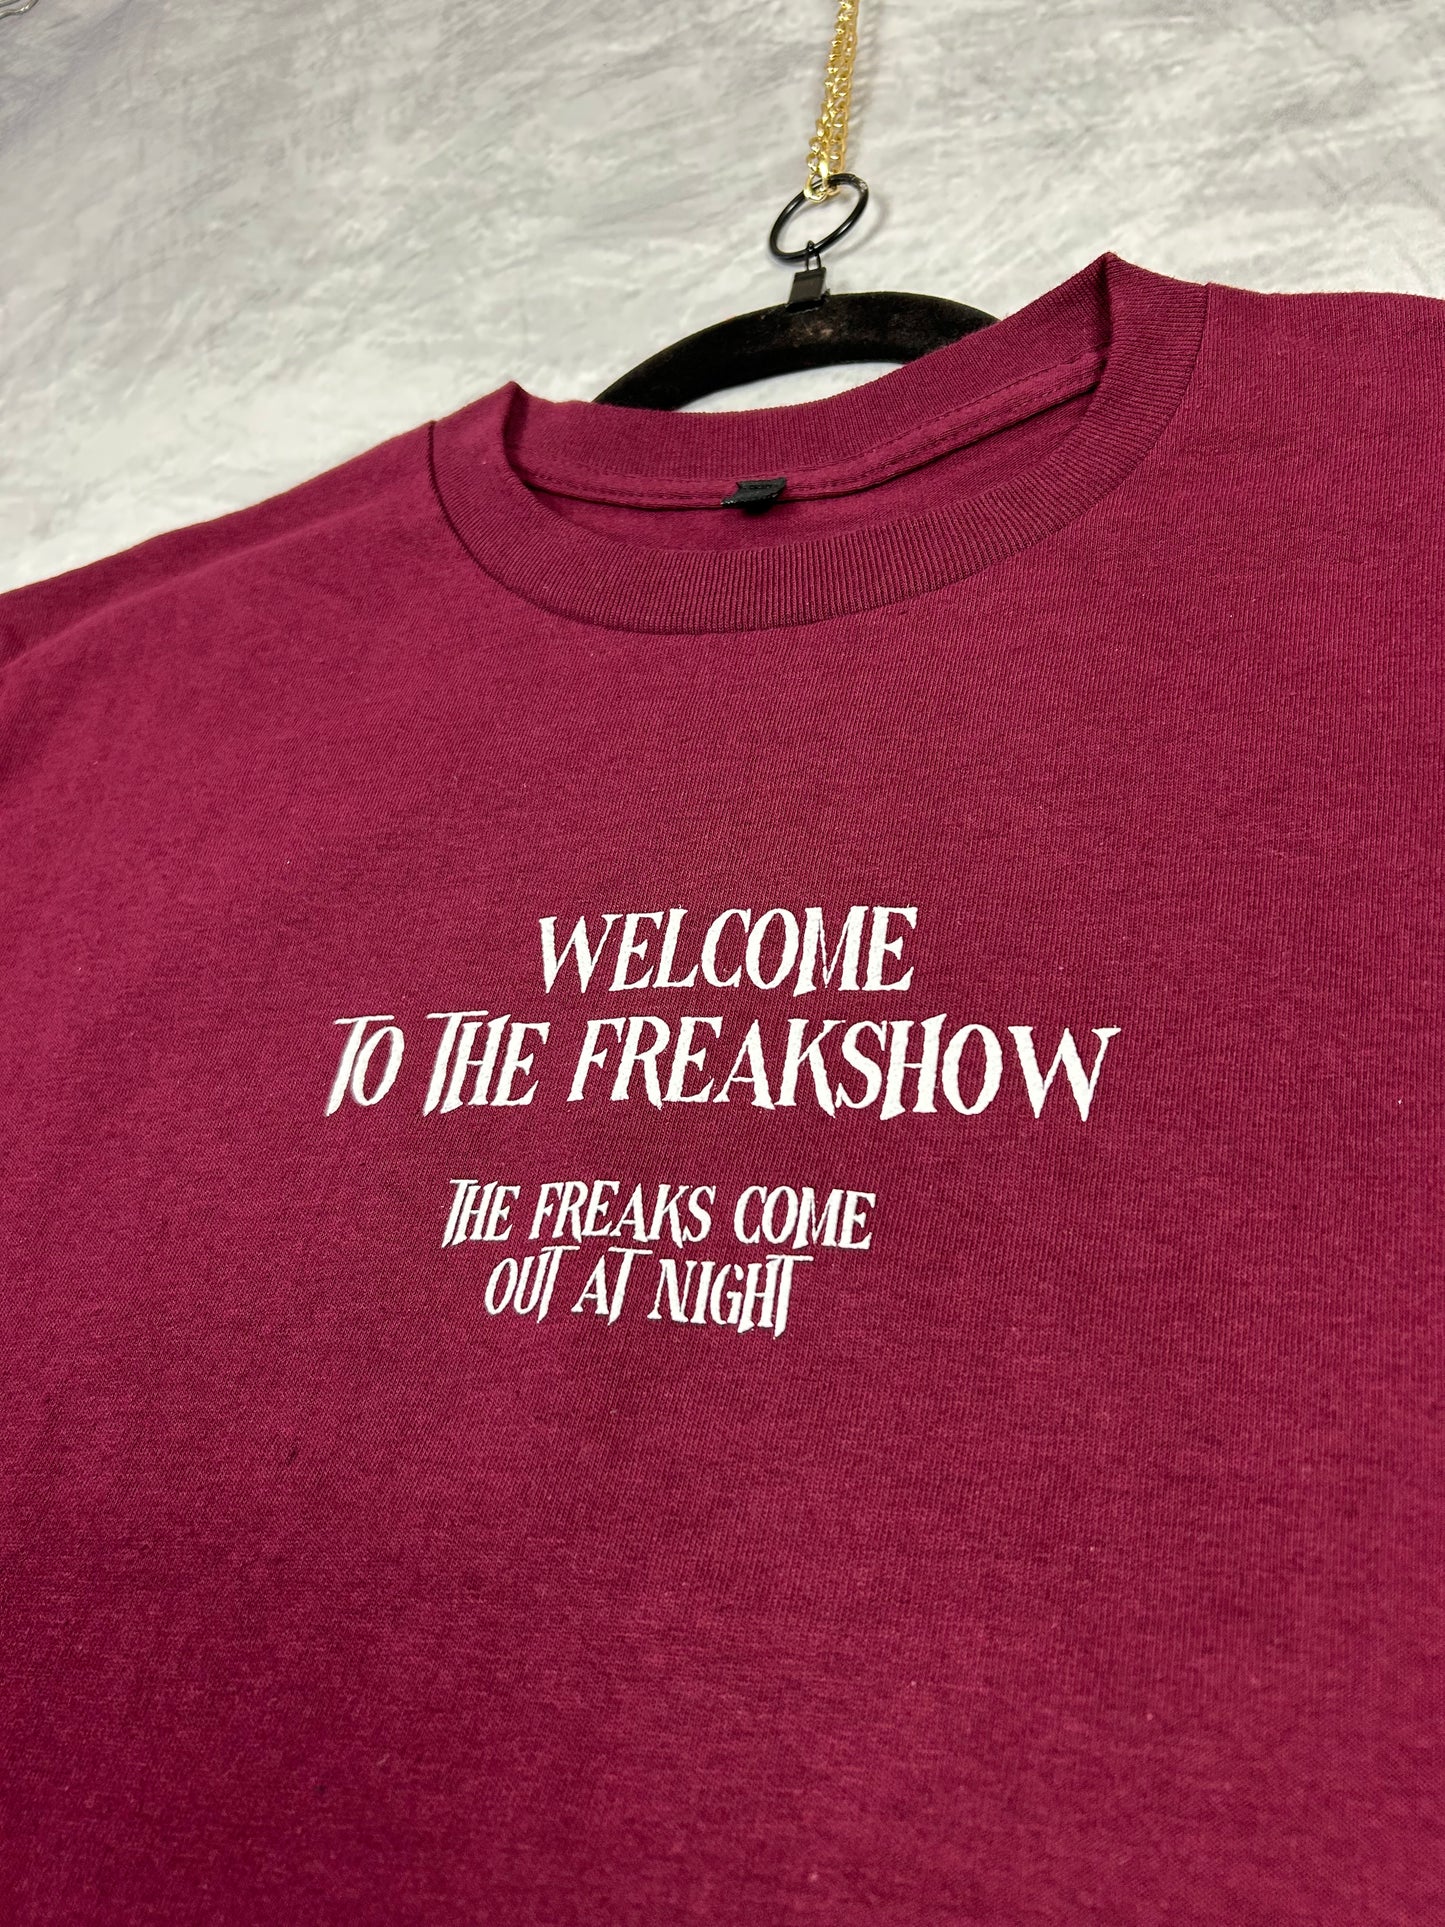 WELCOME
TO THE FREAKSHOW
THE FREAKS COME
OUT AT NIGHT